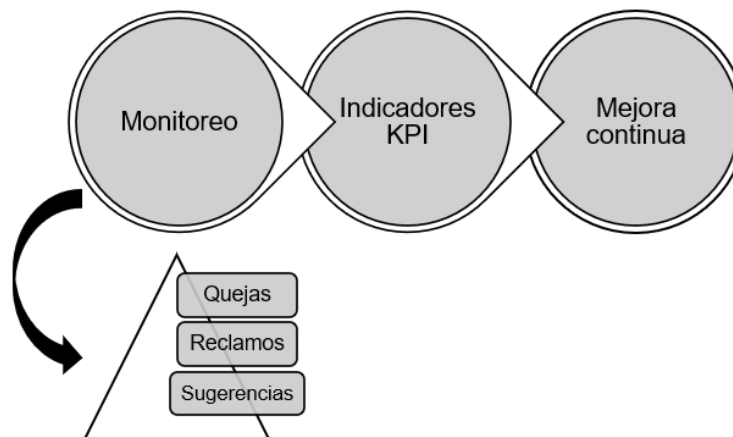 Monitoreo
Indicadores
KPI
Mejora
continua
Quejas
Reclamos
Sugerencias